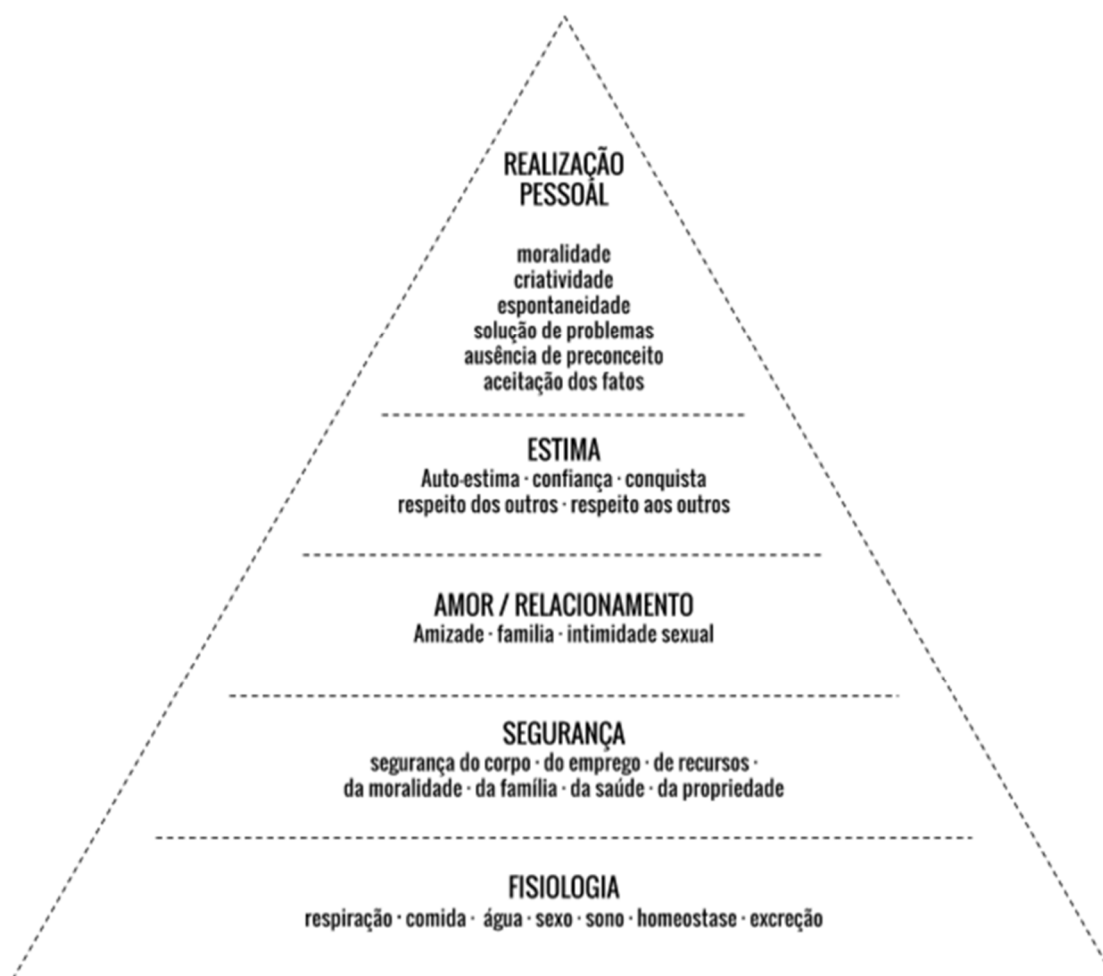 REALIZAÇÃO
PESSOAL
moralidade
criatividade
espontaneidade
solução de problemas
ausência de preconceito
aceitação dos fatos
ESTIMA
Auto-estima · confiança · conquista
respeito dos outros · respeito aos outros
AMOR / RELACIONAMENTO
Amizade · familia · intimidade sexual
SEGURANÇA
segurança do corpo · do emprego · de recursos ·
da moralidade · da família · da saúde · da propriedade
FISIOLOGIA
respiração · comida · água · sexo · sono · homeostase · excreção